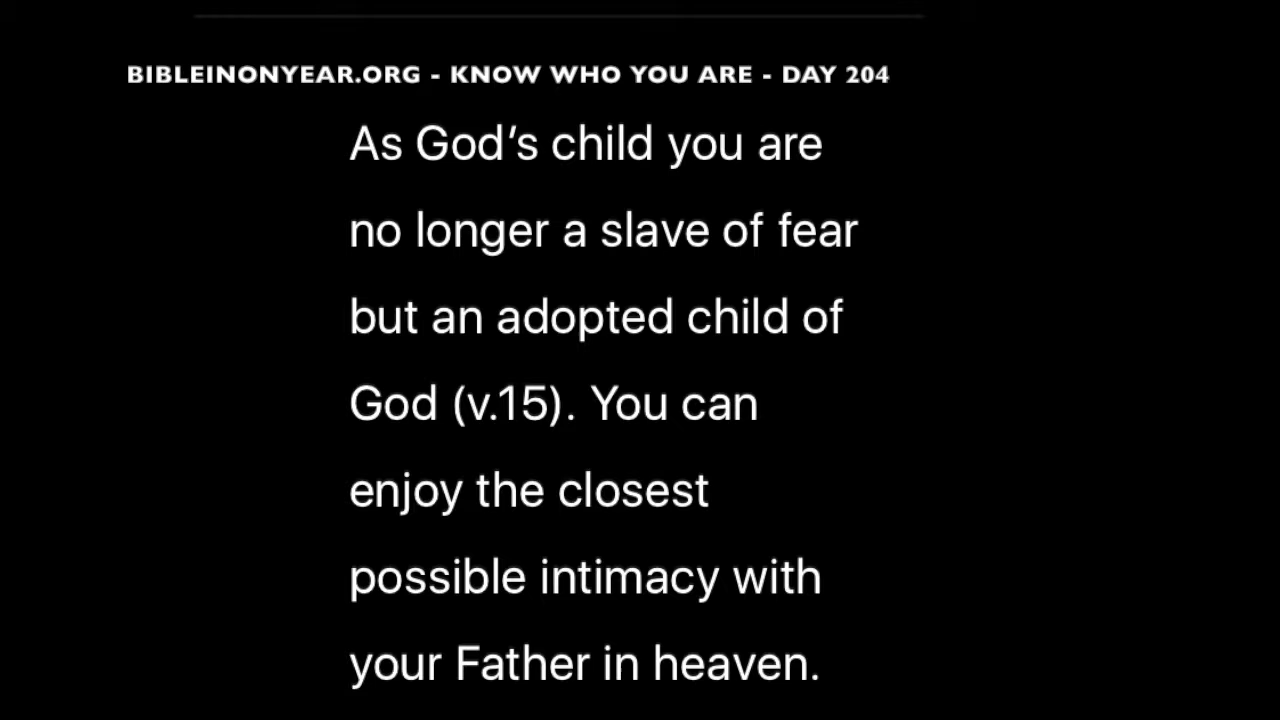 BIBLEINONYEAR.ORG - KNOW WHO YOU ARE - DAY 204
As God’s child you are
no longer a slave of fear
but an adopted child of
God (v.15). You can
enjoy the closest
possible intimacy with
your Father in heaven.